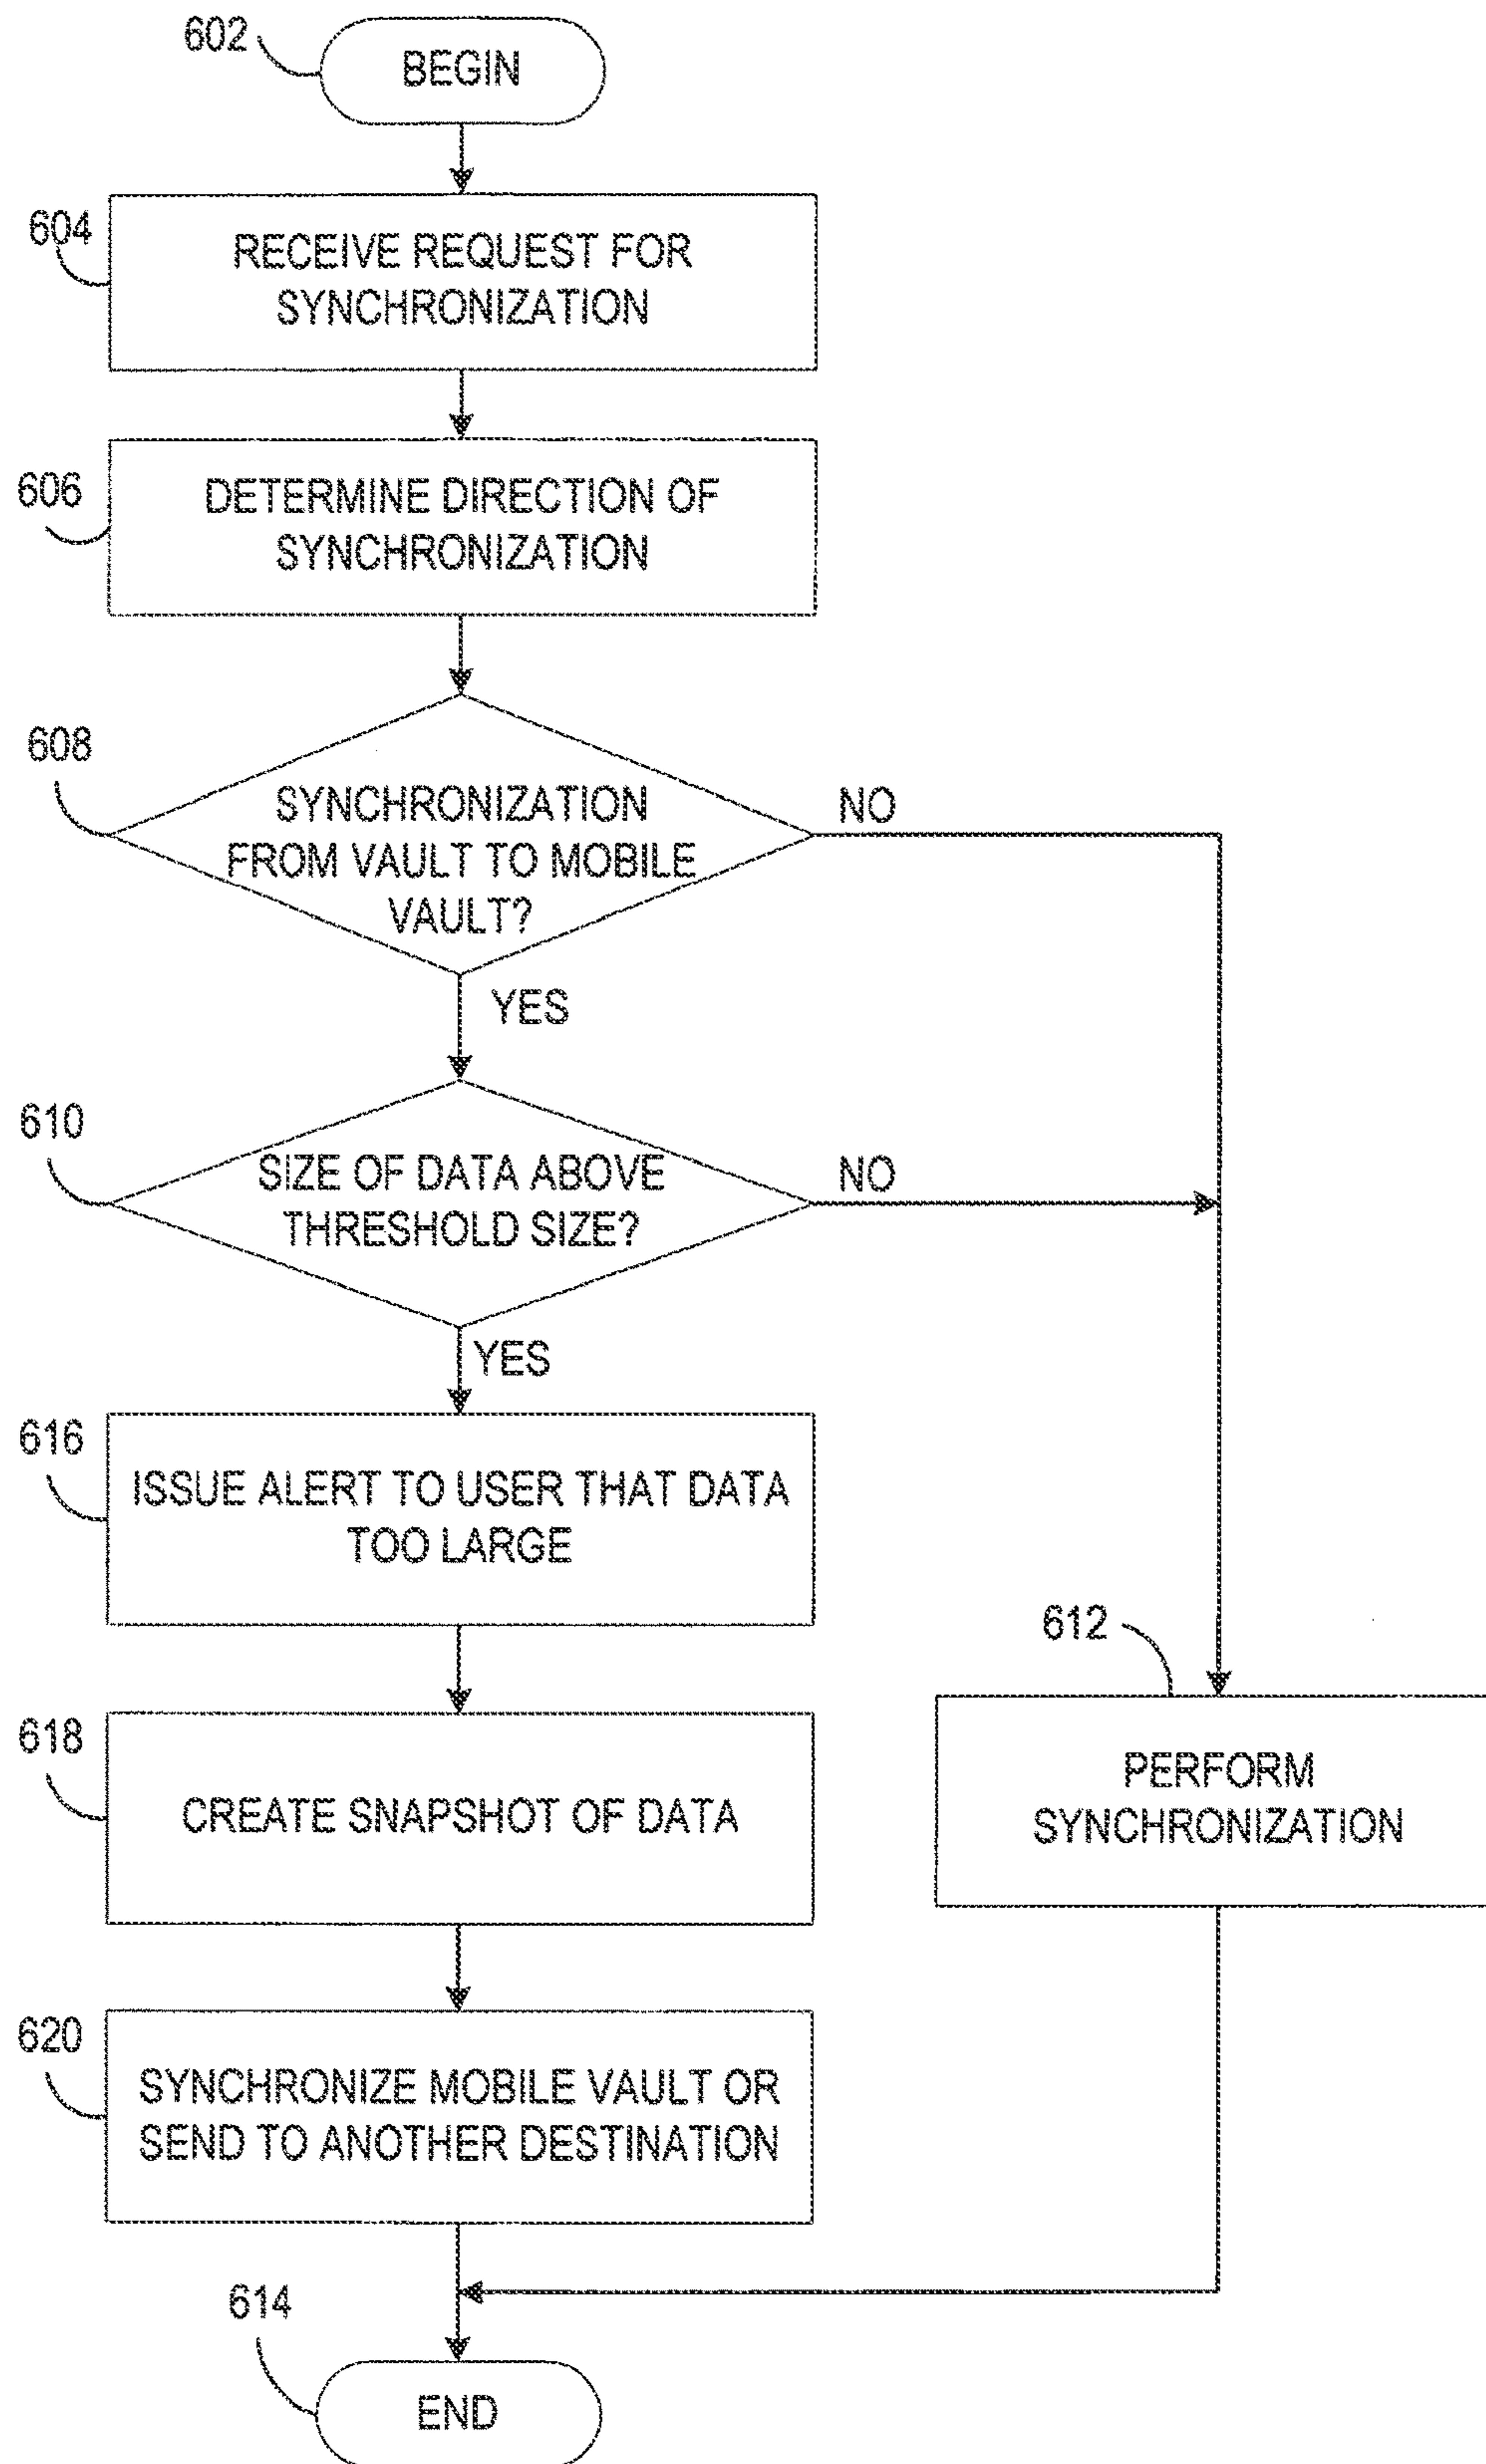 602
BEGIN
604
RECEIVE REQUEST FOR
SYNCHRONIZATION
606
DETERMINE DIRECTION OF
SYNCHRONIZATION
608
SYNCHRONIZATION
FROM VAULT TO MOBILE
VAULT?
NO
YES
610
SIZE OF DATA ABOVE
THRESHOLD SIZE?
NO
YES
616
ISSUE ALERT TO USER THAT DATA
TOO LARGE
612
PERFORM
SYNCHRONIZATION
618
CREATE SNAPSHOT OF DATA
620
SYNCHRONIZE MOBILE VAULT OR
SEND TO ANOTHER DESTINATION
614
END